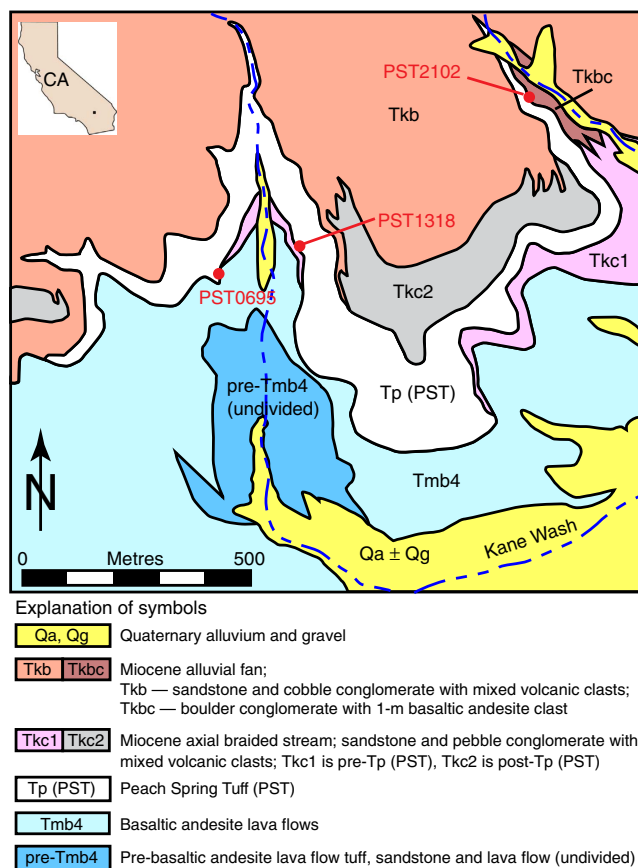 CA
PST2102
Tkbc
Tkb
PST1318
Tkc1
PST0695
Tkc2
pre-Tmb4
(undivided)
Tp (PST)
N
Tmb4
0 Metres 500
Qa ± Qg
Kane Wash
Explanation of symbols
Qa, Qg Quaternary alluvium and gravel
Tkb Tkbc Miocene alluvial fan;
Tkb — sandstone and cobble conglomerate with mixed volcanic clasts;
Tkbc — boulder conglomerate with 1-m basaltic andesite clast
Tkc1 Tkc2 Miocene axial braided stream; sandstone and pebble conglomerate with
mixed volcanic clasts; Tkc1 is pre-Tp (PST), Tkc2 is post-Tp (PST)
Tp (PST) Peach Spring Tuff (PST)
Tmb4 Basaltic andesite lava flows
pre-Tmb4 Pre-basaltic andesite lava flow tuff, sandstone and lava flow (undivided)